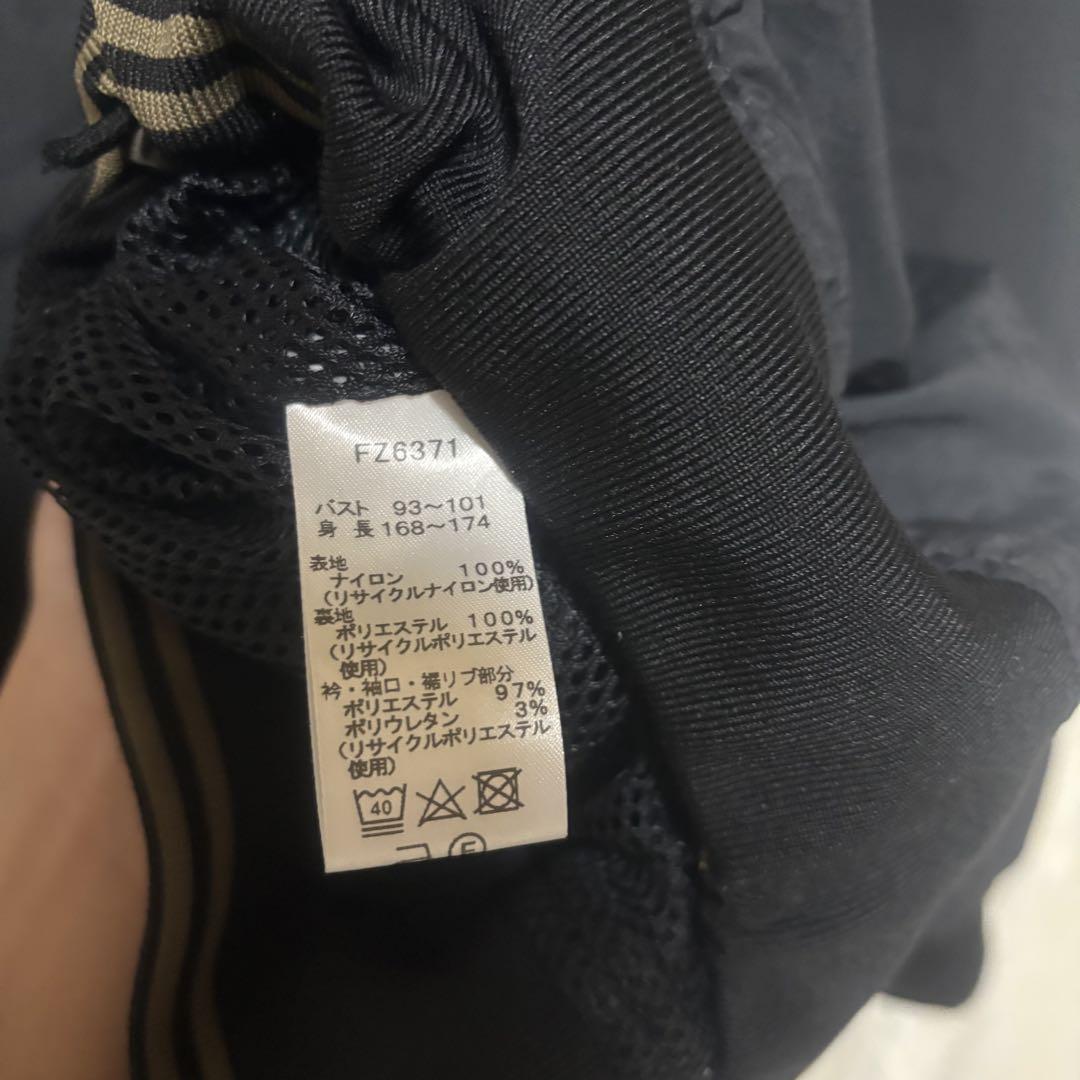 FZ6371
バスト 93～101
身 長 168～174
表地
ナイロン 100%
(リサイクルナイロン使用)
裏地
ポリエステル 100%
(リサイクルポリエステル
使用)
衿・袖口・裾リブ部分
ポリエステル 97%
ポリウレタン 3%
(リサイクルポリエステル
使用)
40
F